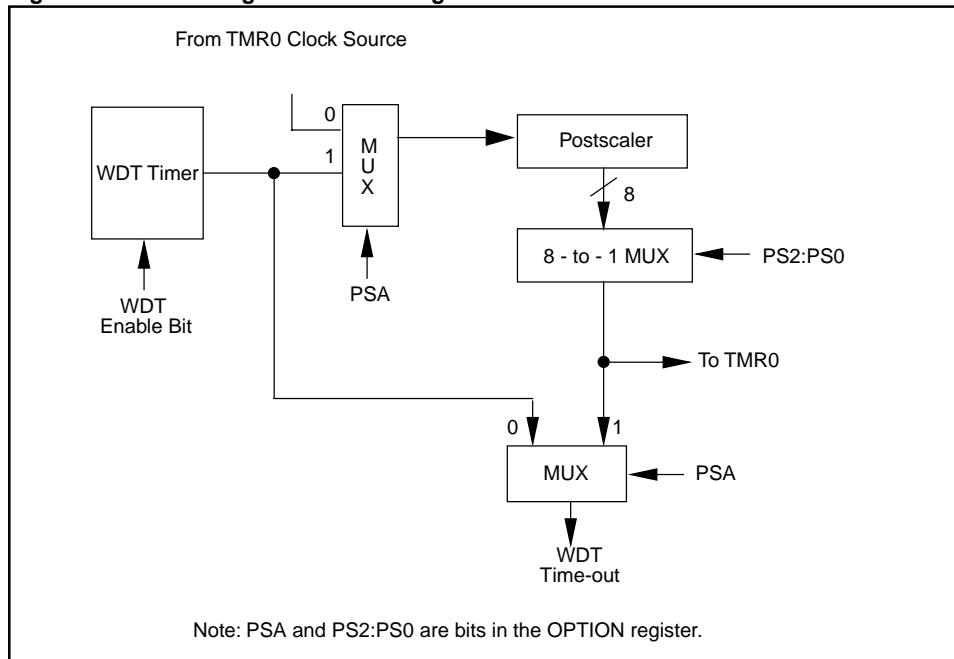 From TMR0 Clock Source
0
1
M
U
X
WDT Timer
Postscaler
8
8 - to - 1 MUX
PS2:PS0
PSA
WDT
Enable Bit
To TMR0
0
1
MUX
PSA
WDT
Time-out
Note: PSA and PS2:PS0 are bits in the OPTION register.